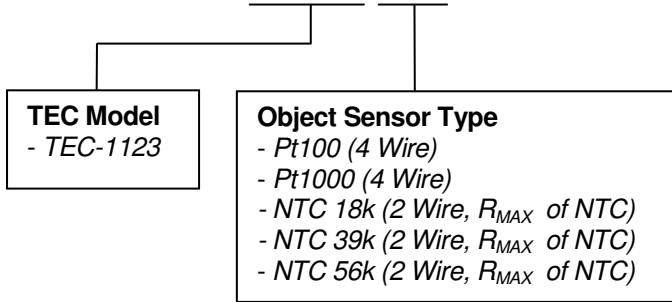 TEC Model
- TEC-1123
Object Sensor Type
- Pt100 (4 Wire)
- Pt1000 (4 Wire)
- NTC 18k (2 Wire, RMAX of NTC)
- NTC 39k (2 Wire, RMAX of NTC)
- NTC 56k (2 Wire, RMAX of NTC)